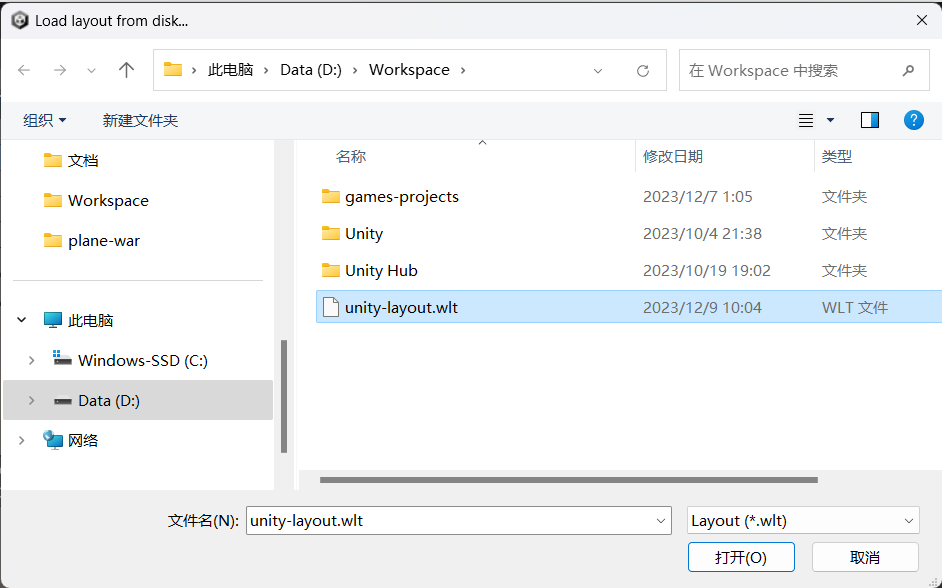 Load layout from disk...
此电脑 › Data (D:) › Workspace ›
在 Workspace 中搜索
组织 新建文件夹
?
文档
Workspace
plane-war
此电脑
Windows-SSD (C:)
Data (D:)
网络
名称 修改日期 类型
games-projects 2023/12/7 1:05 文件夹
Unity 2023/10/4 21:38 文件夹
Unity Hub 2023/10/19 19:02 文件夹
unity-layout.wlt 2023/12/9 10:04 WLT 文件
文件名(N): unity-layout.wlt Layout (*.wlt)
打开(O) 取消